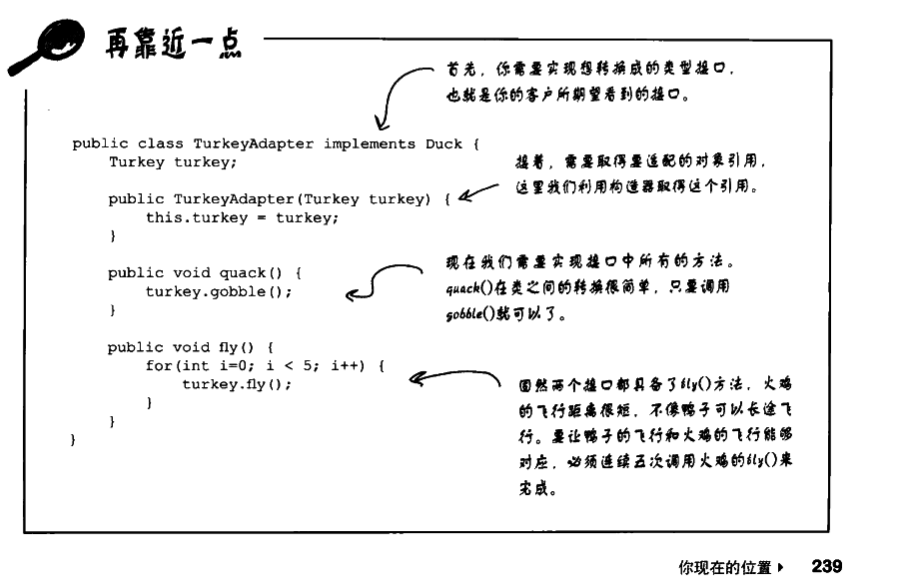 再靠近一点
首先，你需要实现想转换成的类型接口，
也就是你的客户所期望看到的接口。
public class TurkeyAdapter implements Duck {
Turkey turkey;
接着，需要取得要适配的对象引用，
这里我们利用构造器取得这个引用。
public TurkeyAdapter(Turkey turkey) {
this.turkey = turkey;
}
现在我们需要实现接口中所有的方法。
quack()在类之间的转换很简单，只要调用
gobble()就可以了。
public void quack() {
turkey.gobble();
}
public void fly() {
for(int i=0; i < 5; i++) {
turkey.fly();
}
}
}
固然两个接口都具备了fly()方法，火鸡
的飞行距离很短，不像鸭子可以长途飞
行。要让鸭子的飞行和火鸡的飞行能够
对应，必须连续五次调用火鸡的fly()来
完成。
你现在的位置 239